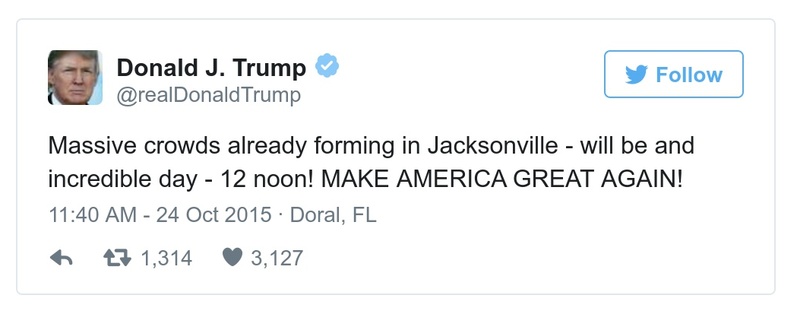 Donald J. Trump
@realDonaldTrump
Follow
Massive crowds already forming in Jacksonville - will be and
incredible day - 12 noon! MAKE AMERICA GREAT AGAIN!
11:40 AM - 24 Oct 2015 · Doral, FL
1,314 3,127